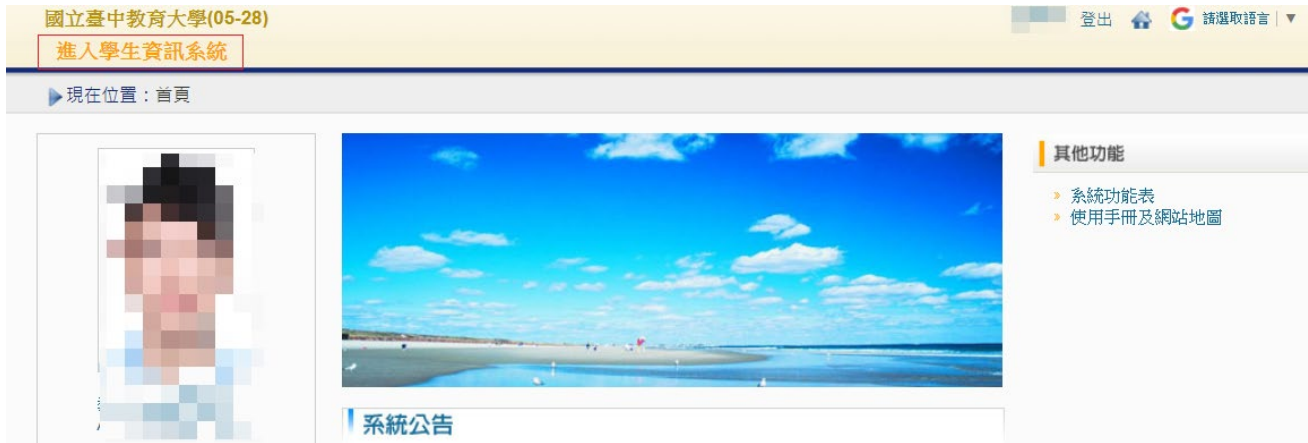 國立臺中教育大學(05-28)
登出 請選取語言 | ▼
進入學生資訊系統
現在位置：首頁
其他功能
» 系統功能表
» 使用手冊及網站地圖
系統公告